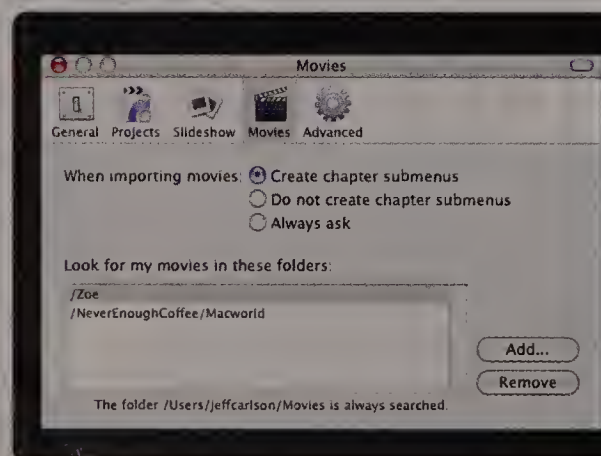 Movies
General Projects Slideshow Movies Advanced
When importing movies: Create chapter submenus
Do not create chapter submenus
Always ask
Look for my movies in these folders:
/Zoe
/NeverEnoughCoffee/Macworld
Add...
Remove
The folder /Users/jeffcarlson/Movies is always searched.